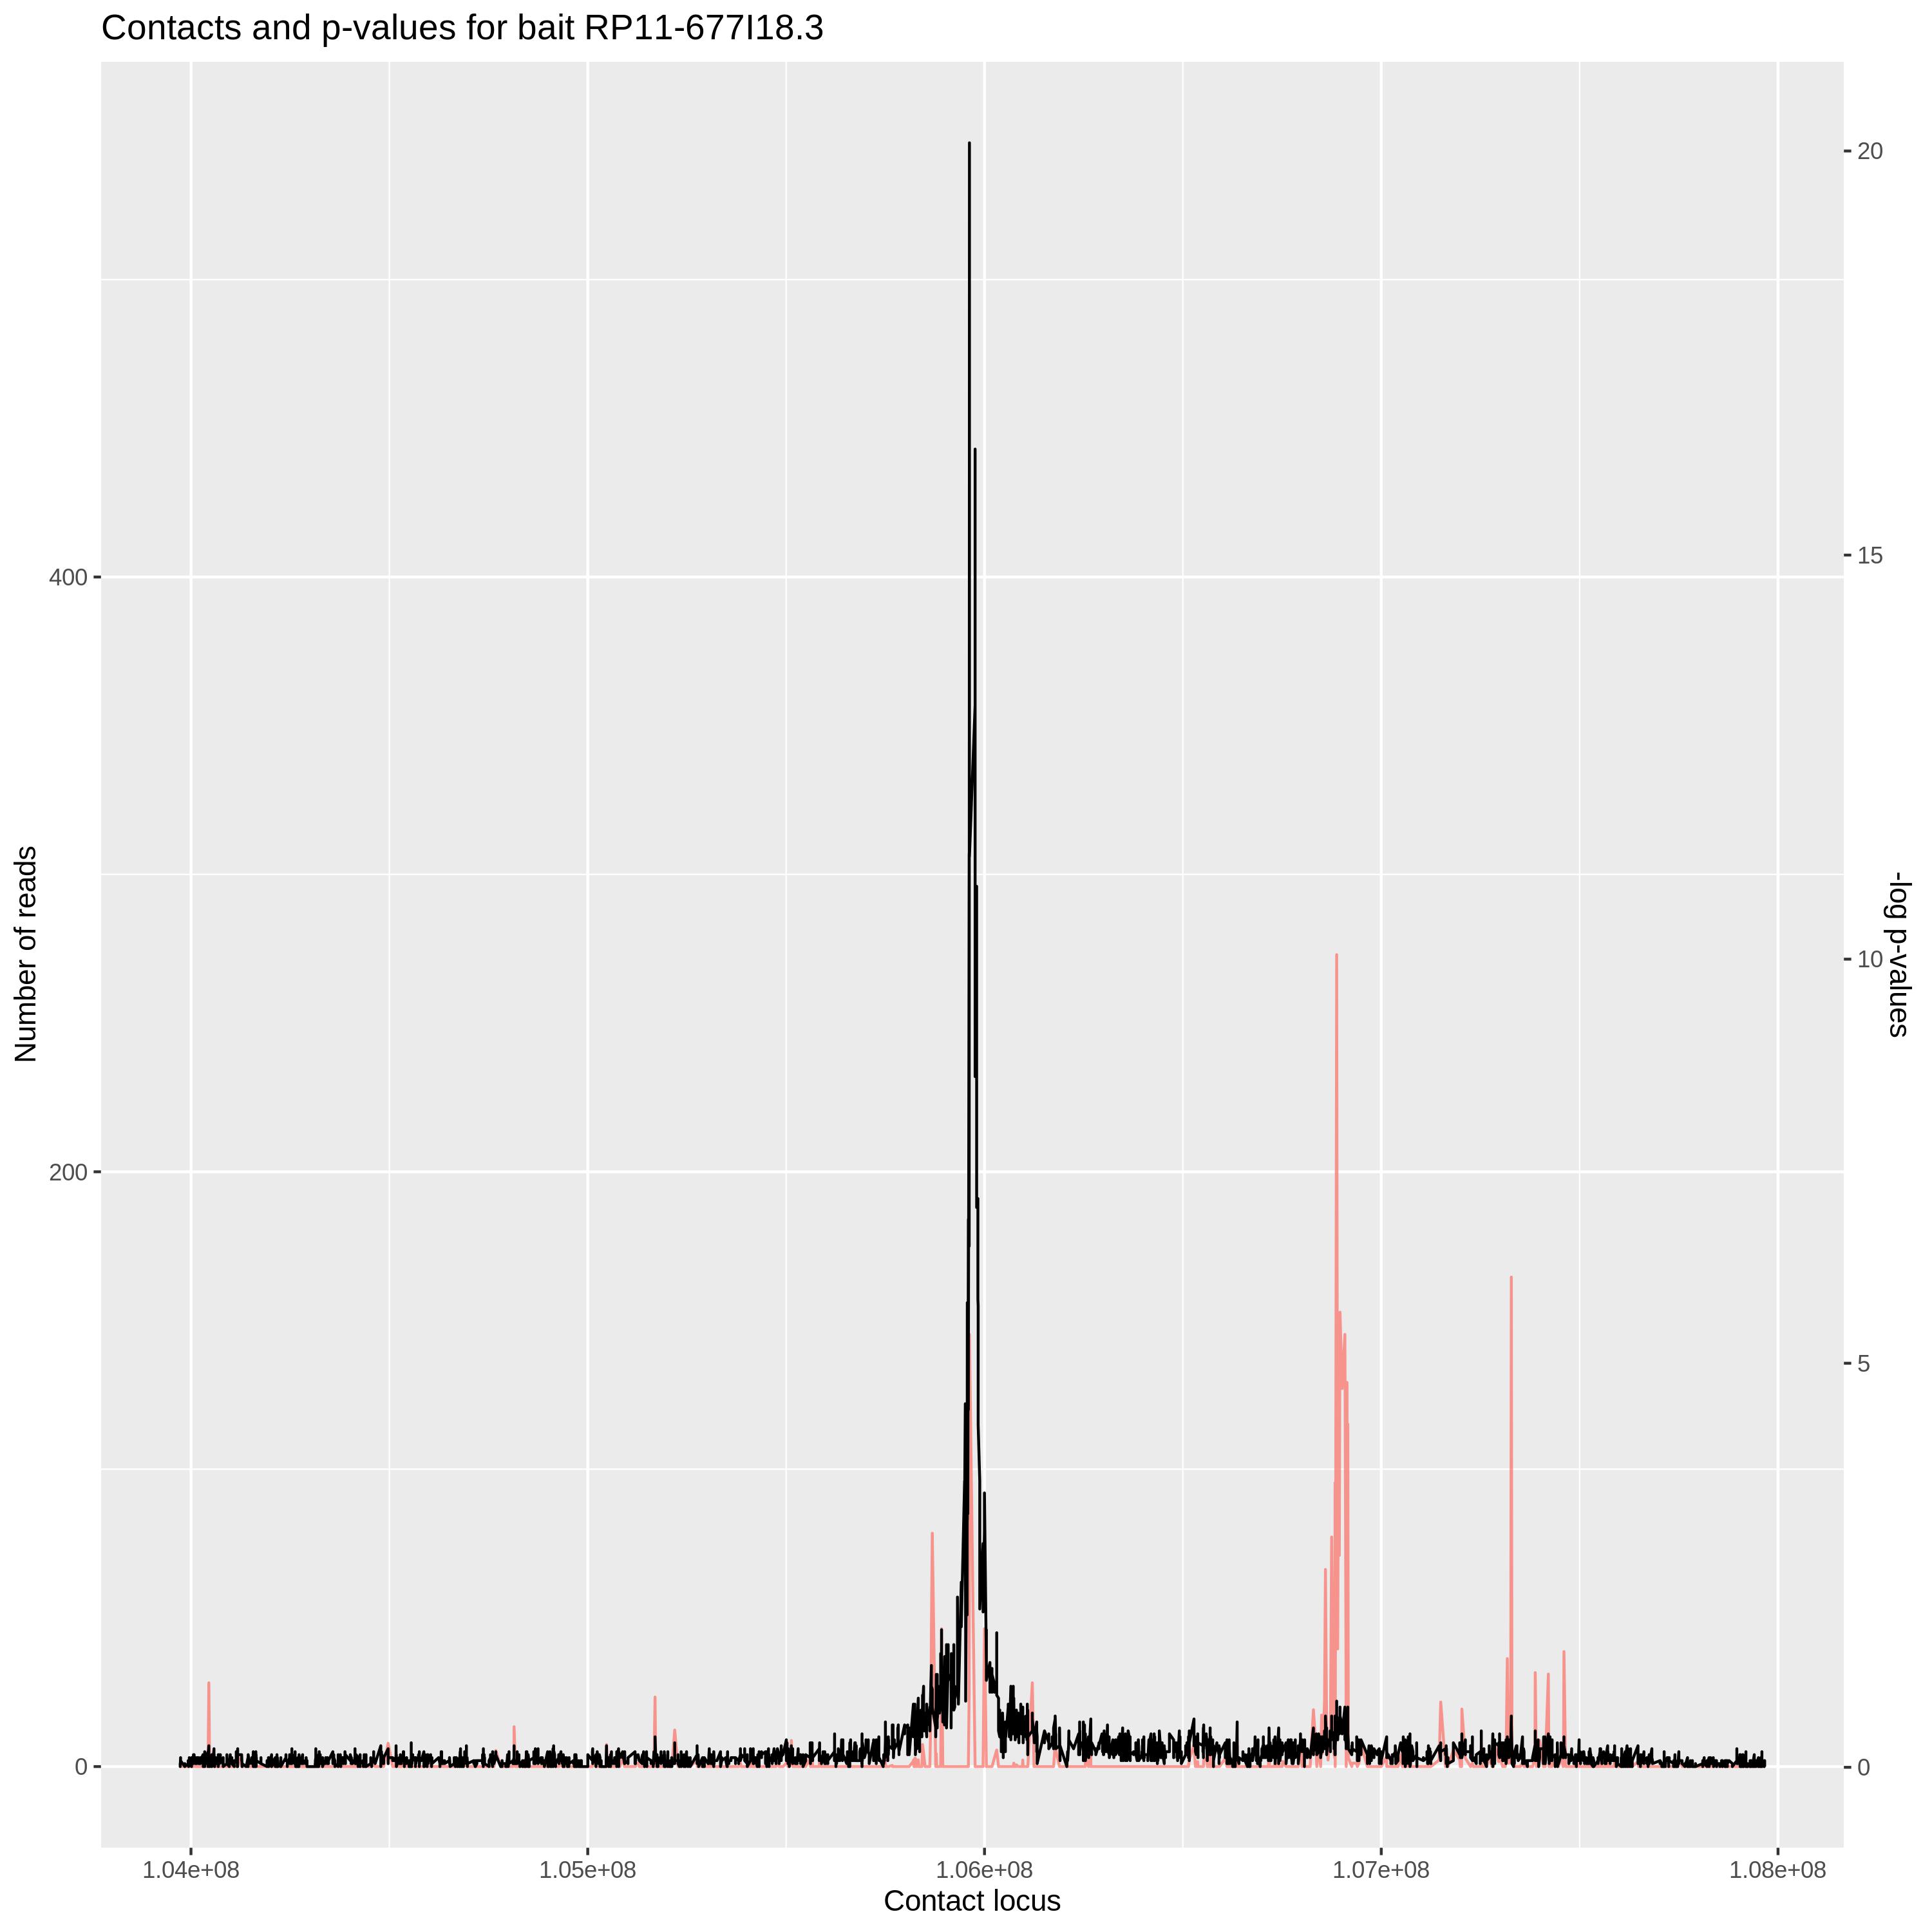 Contacts and p-values for bait RP11-677I18.3
Number of reads
400
200
0
20
15
10
5
0
-log p-values
1.04e+08
1.05e+08
1.06e+08
1.07e+08
1.08e+08
Contact locus